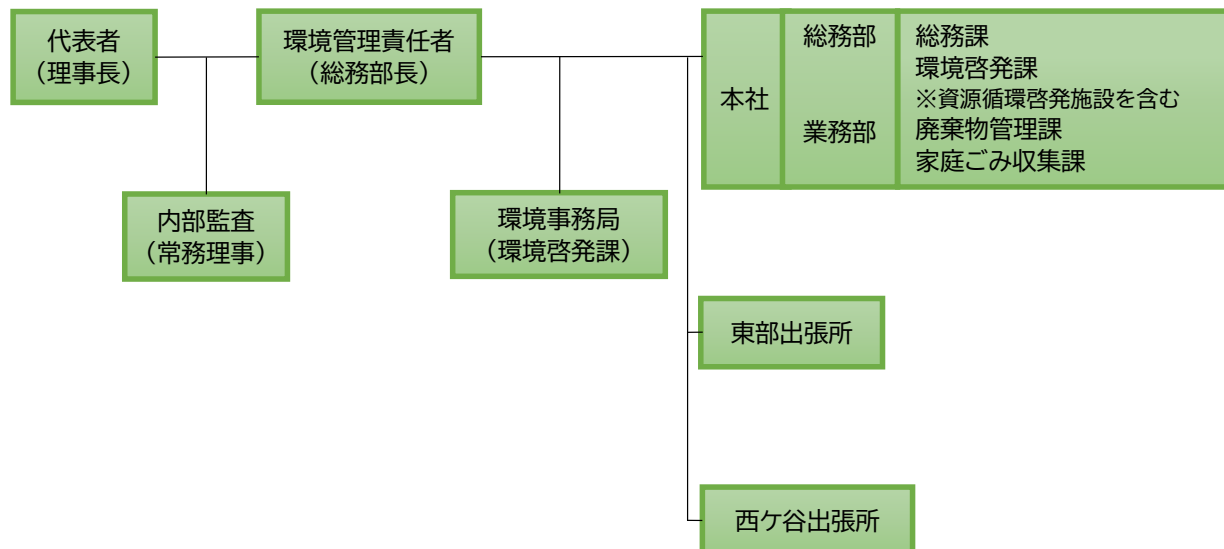 代表者
（理事長）
環境管理責任者
（総務部長）
本社
総務部
総務課
環境啓発課
※資源循環啓発施設を含む
業務部
廃棄物管理課
家庭ごみ収集課
内部監査
（常務理事）
環境事務局
（環境啓発課）
東部出張所
西ケ谷出張所